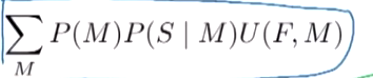 ∑_M P(M)P(S | M)U(F, M)